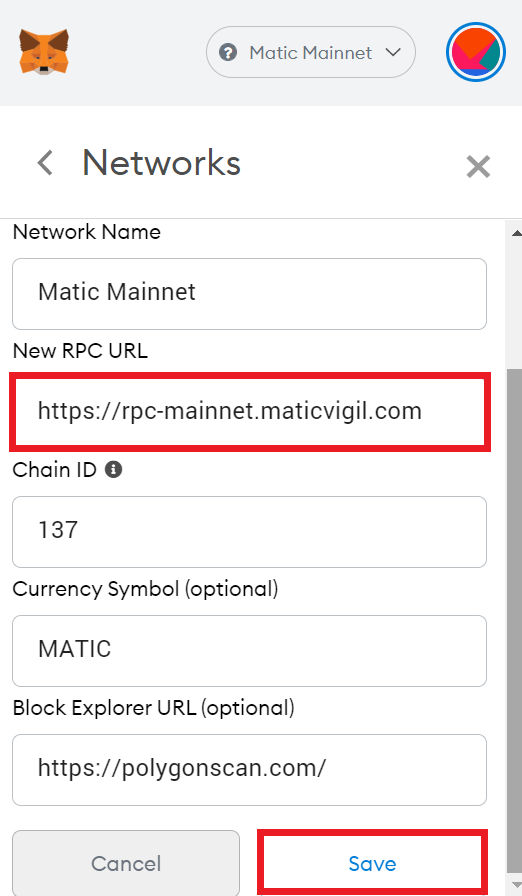 Matic Mainnet
Networks
Network Name
Matic Mainnet
New RPC URL
https://rpc-mainnet.maticvigil.com
Chain ID
137
Currency Symbol (optional)
MATIC
Block Explorer URL (optional)
https://polygonscan.com/
Cancel
Save